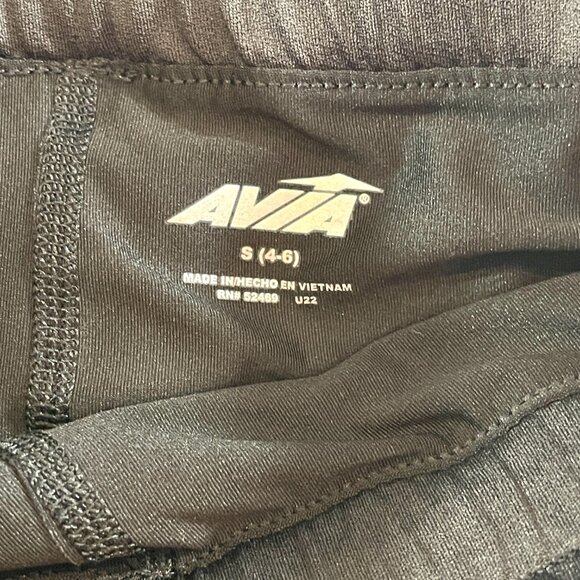 AVIA®
S (4-6)
MADE IN/HECHO EN VIETNAM
RN# 52469 U22